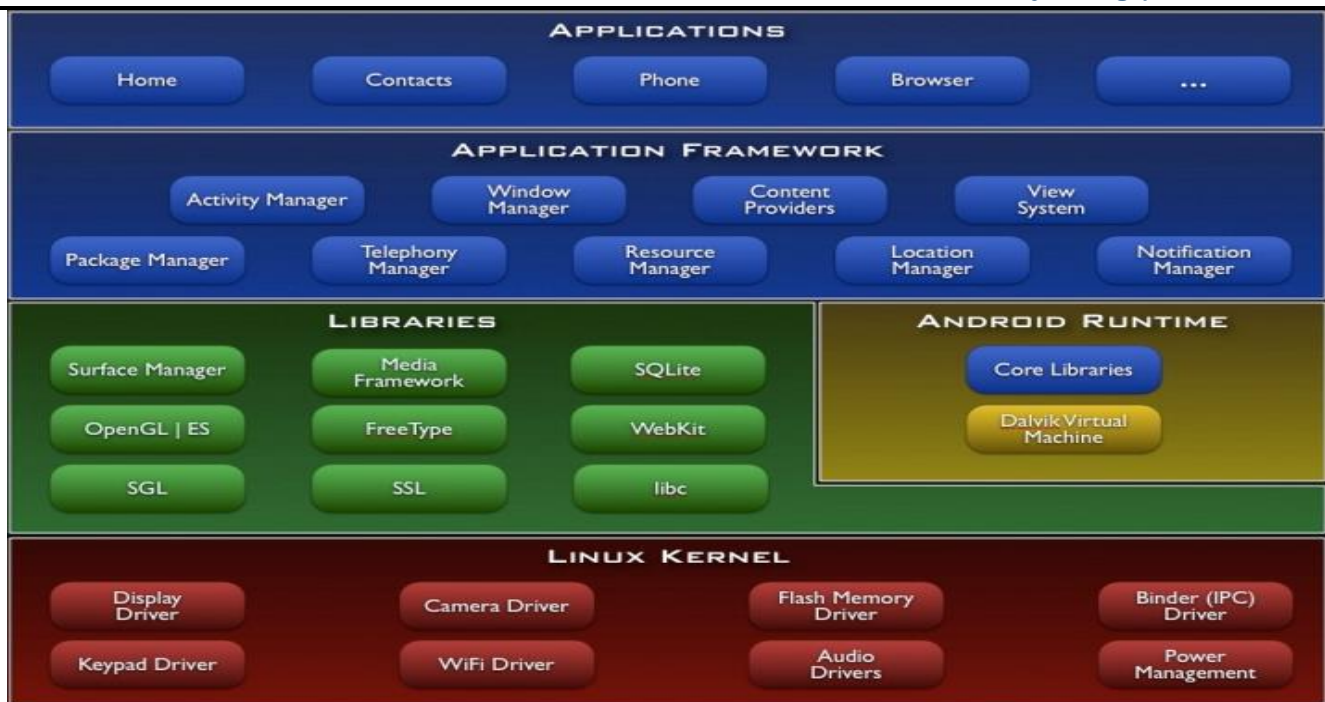 APPLICATIONS
Home
Contacts
Phone
Browser
...
APPLICATION FRAMEWORK
Activity Manager
Window
Manager
Content
Providers
View
System
Package Manager
Telephony
Manager
Resource
Manager
Location
Manager
Notification
Manager
LIBRARIES
Surface Manager
Media
Framework
SQLite
OpenGL | ES
FreeType
WebKit
SGL
SSL
libc
ANDROID RUNTIME
Core Libraries
Dalvik Virtual
Machine
LINUX KERNEL
Display
Driver
Camera Driver
Flash Memory
Driver
Binder (IPC)
Driver
Keypad Driver
WiFi Driver
Audio
Drivers
Power
Management